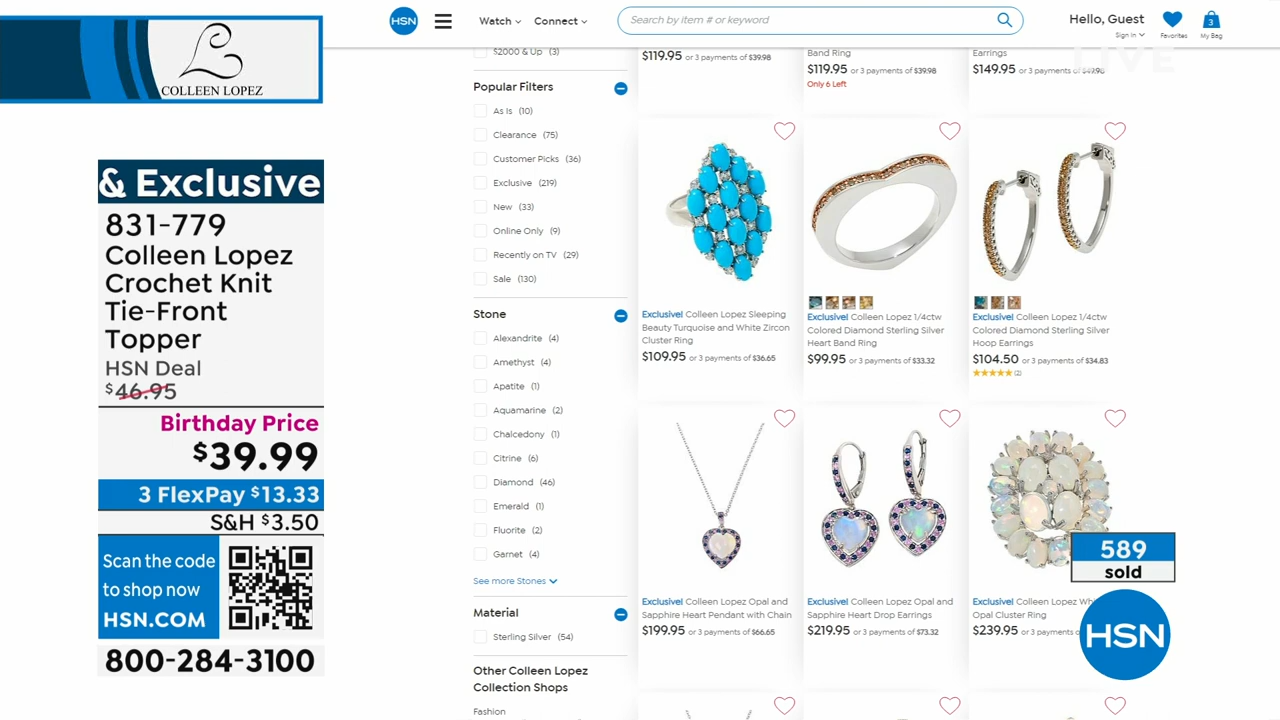 COLLEEN LOPEZ
& Exclusive
831-779
Colleen Lopez
Crochet Knit
Tie-Front
Topper
HSN Deal
$46.95
Birthday Price
$39.99
3 FlexPay $13.33
S&H $3.50
Scan the code
to shop now
HSN.COM
800-284-3100
HSN
Watch
Connect
Search by item # or keyword
Hello, Guest
Sign In
Favorites
3
My Bag
LIVE
$2000 & Up (3)
Popular Filters
As Is (10)
Clearance (75)
Customer Picks (36)
Exclusive (219)
New (33)
Online Only (9)
Recently on TV (29)
Sale (130)
Stone
Alexandrite (4)
Amethyst (4)
Apatite (1)
Aquamarine (2)
Chalcedony (1)
Citrine (6)
Diamond (46)
Emerald (1)
Fluorite (2)
Garnet (4)
See more Stones
Material
Sterling Silver (54)
Other Colleen Lopez
Collection Shops
Fashion
$119.95 or 3 payments of $39.98
Band Ring
$119.95 or 3 payments of $39.98
Only 6 Left
Earrings
$149.95 or 3 payments of $49.98
Exclusive! Colleen Lopez Sleeping
Beauty Turquoise and White Zircon
Cluster Ring
$109.95 or 3 payments of $36.65
Exclusive! Colleen Lopez 1/4ctw
Colored Diamond Sterling Silver
Heart Band Ring
$99.95 or 3 payments of $33.32
Exclusive! Colleen Lopez 1/4ctw
Colored Diamond Sterling Silver
Hoop Earrings
$104.50 or 3 payments of $34.83
(2)
Exclusive! Colleen Lopez Opal and
Sapphire Heart Pendant with Chain
$199.95 or 3 payments of $66.65
Exclusive! Colleen Lopez Opal and
Sapphire Heart Drop Earrings
$219.95 or 3 payments of $73.32
Exclusive! Colleen Lopez Whi
Opal Cluster Ring
$239.95 or 3 payments o
589
sold
HSN